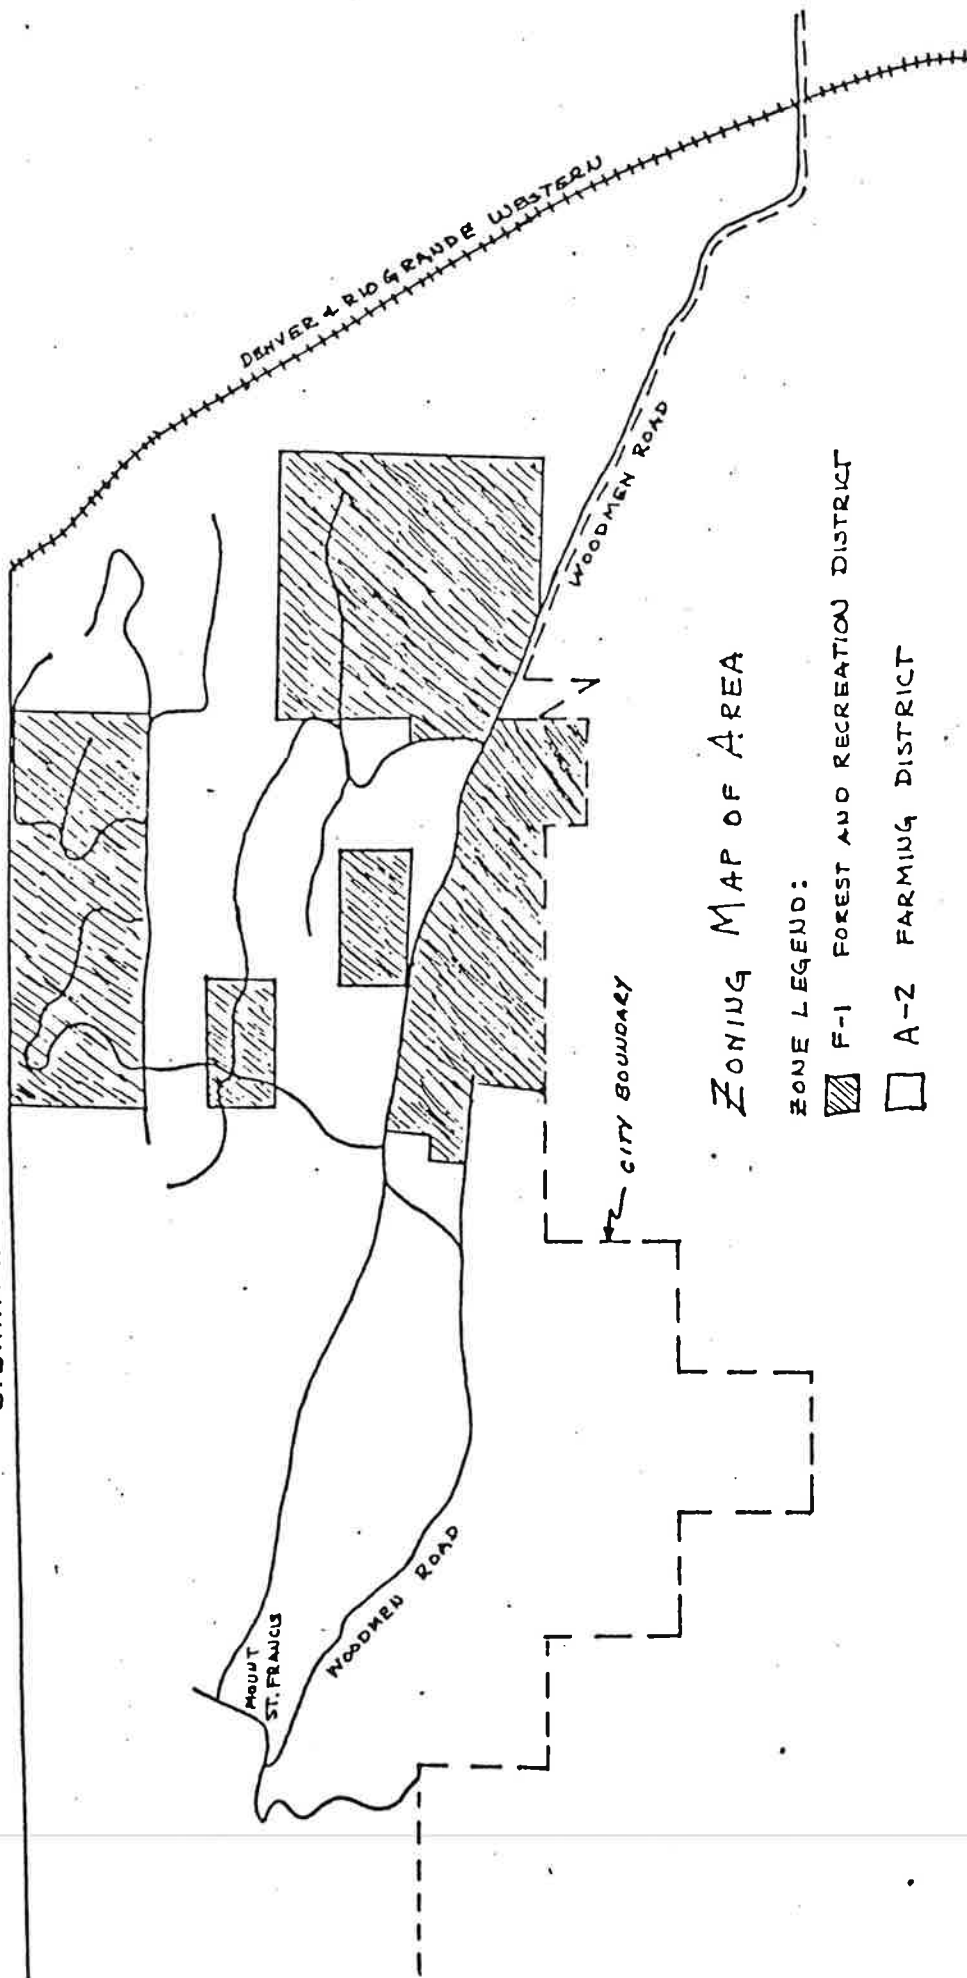 DENVER & RIO GRANDE WESTERN
WOODMEN ROAD
MOUNT
ST. FRANCIS
WOODMEN ROAD
CITY BOUNDARY
ZONING MAP OF AREA
ZONE LEGEND:
F-1 FOREST AND RECREATION DISTRICT
A-2 FARMING DISTRICT